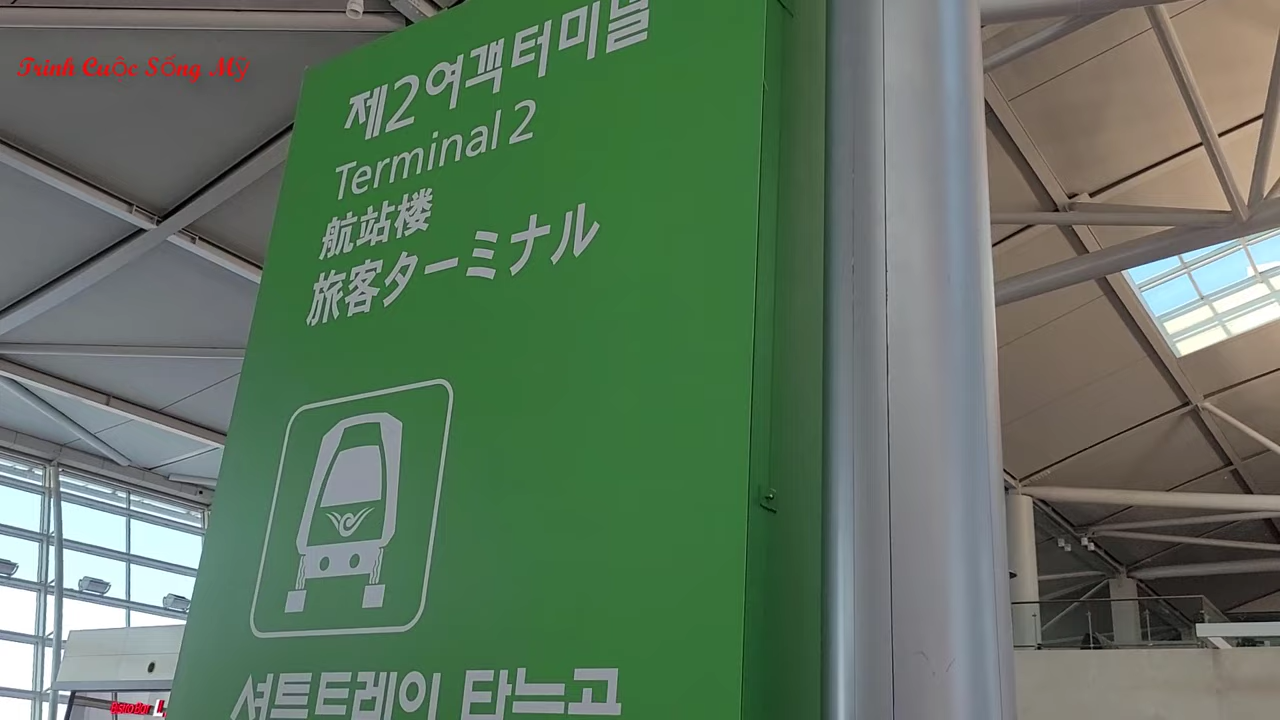 Trinh Cuộc Sống Mỹ
제2여객터미널
Terminal 2
航站楼
旅客ターミナル
셔틀트레인 타는곳